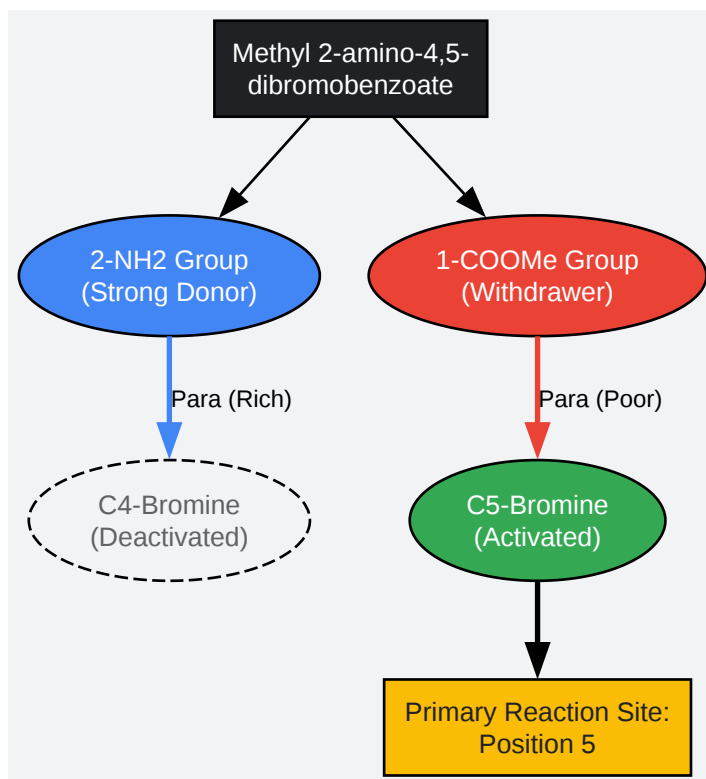 Methyl 2-amino-4,5-
dibromobenzoate
2-NH2 Group
(Strong Donor)
1-COOMe Group
(Withdrawer)
Para (Rich)
Para (Poor)
C4-Bromine
(Deactivated)
C5-Bromine
(Activated)
Primary Reaction Site:
Position 5